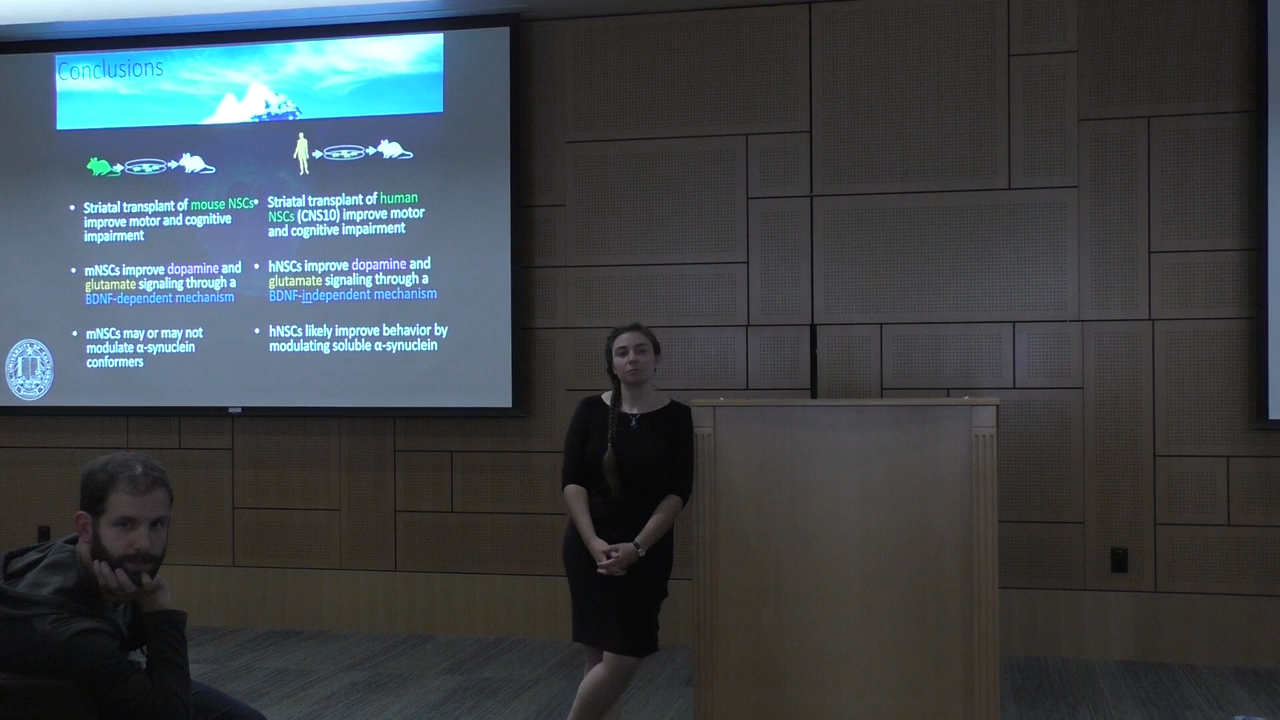 Conclusions
• Striatal transplant of mouse NSCs
improve motor and cognitive
impairment
• mNSCs improve dopamine and
glutamate signaling through a
BDNF-dependent mechanism
• mNSCs may or may not
modulate α-synuclein
conformers
• Striatal transplant of human
NSCs (CNS10) improve motor
and cognitive impairment
• hNSCs improve dopamine and
glutamate signaling through a
BDNF-independent mechanism
• hNSCs likely improve behavior by
modulating soluble α-synuclein